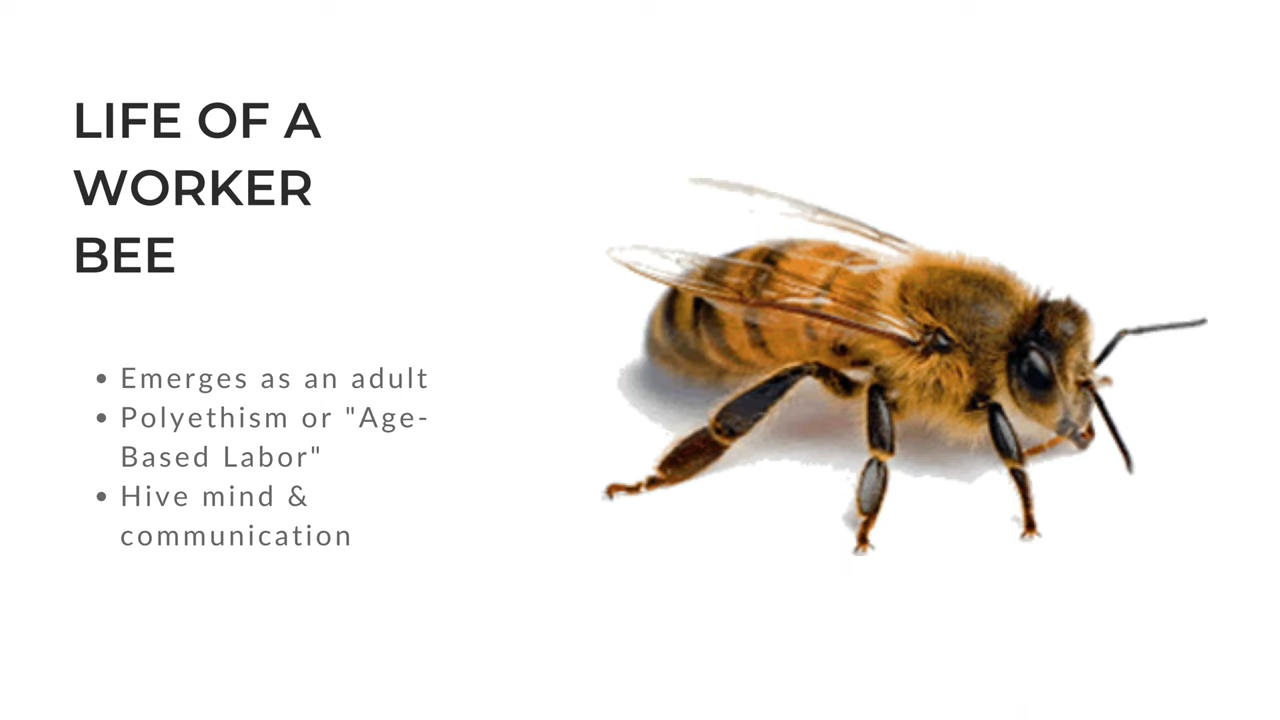 LIFE OF A
WORKER
BEE
• Emerges as an adult
• Polyethism or "Age-
Based Labor"
• Hive mind &
communication